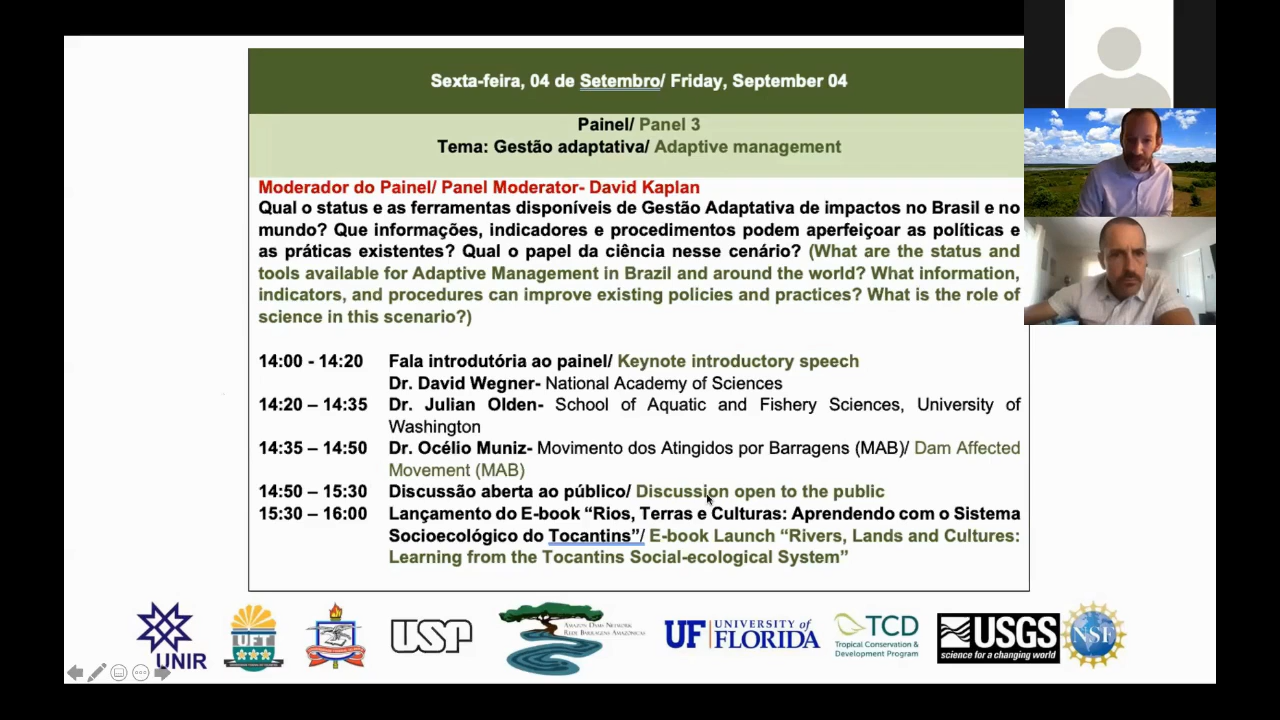 Sexta-feira, 04 de Setembro/ Friday, September 04
Painel/ Panel 3
Tema: Gestão adaptativa/ Adaptive management
Moderador do Painel/ Panel Moderator- David Kaplan
Qual o status e as ferramentas disponíveis de Gestão Adaptativa de impactos no Brasil e no
mundo? Que informações, indicadores e procedimentos podem aperfeiçoar as políticas e
as práticas existentes? Qual o papel da ciência nesse cenário? (What are the status and
tools available for Adaptive Management in Brazil and around the world? What information,
indicators, and procedures can improve existing policies and practices? What is the role of
science in this scenario?)
14:00 - 14:20 Fala introdutória ao painel/ Keynote introductory speech
Dr. David Wegner- National Academy of Sciences
14:20 – 14:35 Dr. Julian Olden- School of Aquatic and Fishery Sciences, University of
Washington
14:35 – 14:50 Dr. Océlio Muniz- Movimento dos Atingidos por Barragens (MAB)/ Dam Affected
Movement (MAB)
14:50 – 15:30 Discussão aberta ao público/ Discussion open to the public
15:30 – 16:00 Lançamento do E-book “Rios, Terras e Culturas: Aprendendo com o Sistema
Socioecológico do Tocantins”/ E-book Launch “Rivers, Lands and Cultures:
Learning from the Tocantins Social-ecological System”
UNIR
UFT
USP
Amazon Dams Network
Rede Barragens Amazônicas
UF UNIVERSITY of FLORIDA
TCD
Tropical Conservation &
Development Program
USGS
science for a changing world
NSF